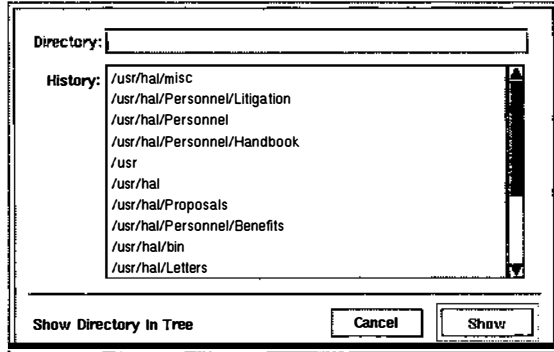 Directory:
History:
/usr/hal/misc
/usr/hal/Personnel/Litigation
/usr/hal/Personnel
/usr/hal/Personnel/Handbook
/usr
/usr/hal
/usr/hal/Proposals
/usr/hal/Personnel/Benefits
/usr/hal/bin
/usr/hal/Letters
Show Directory In Tree
Cancel
Show